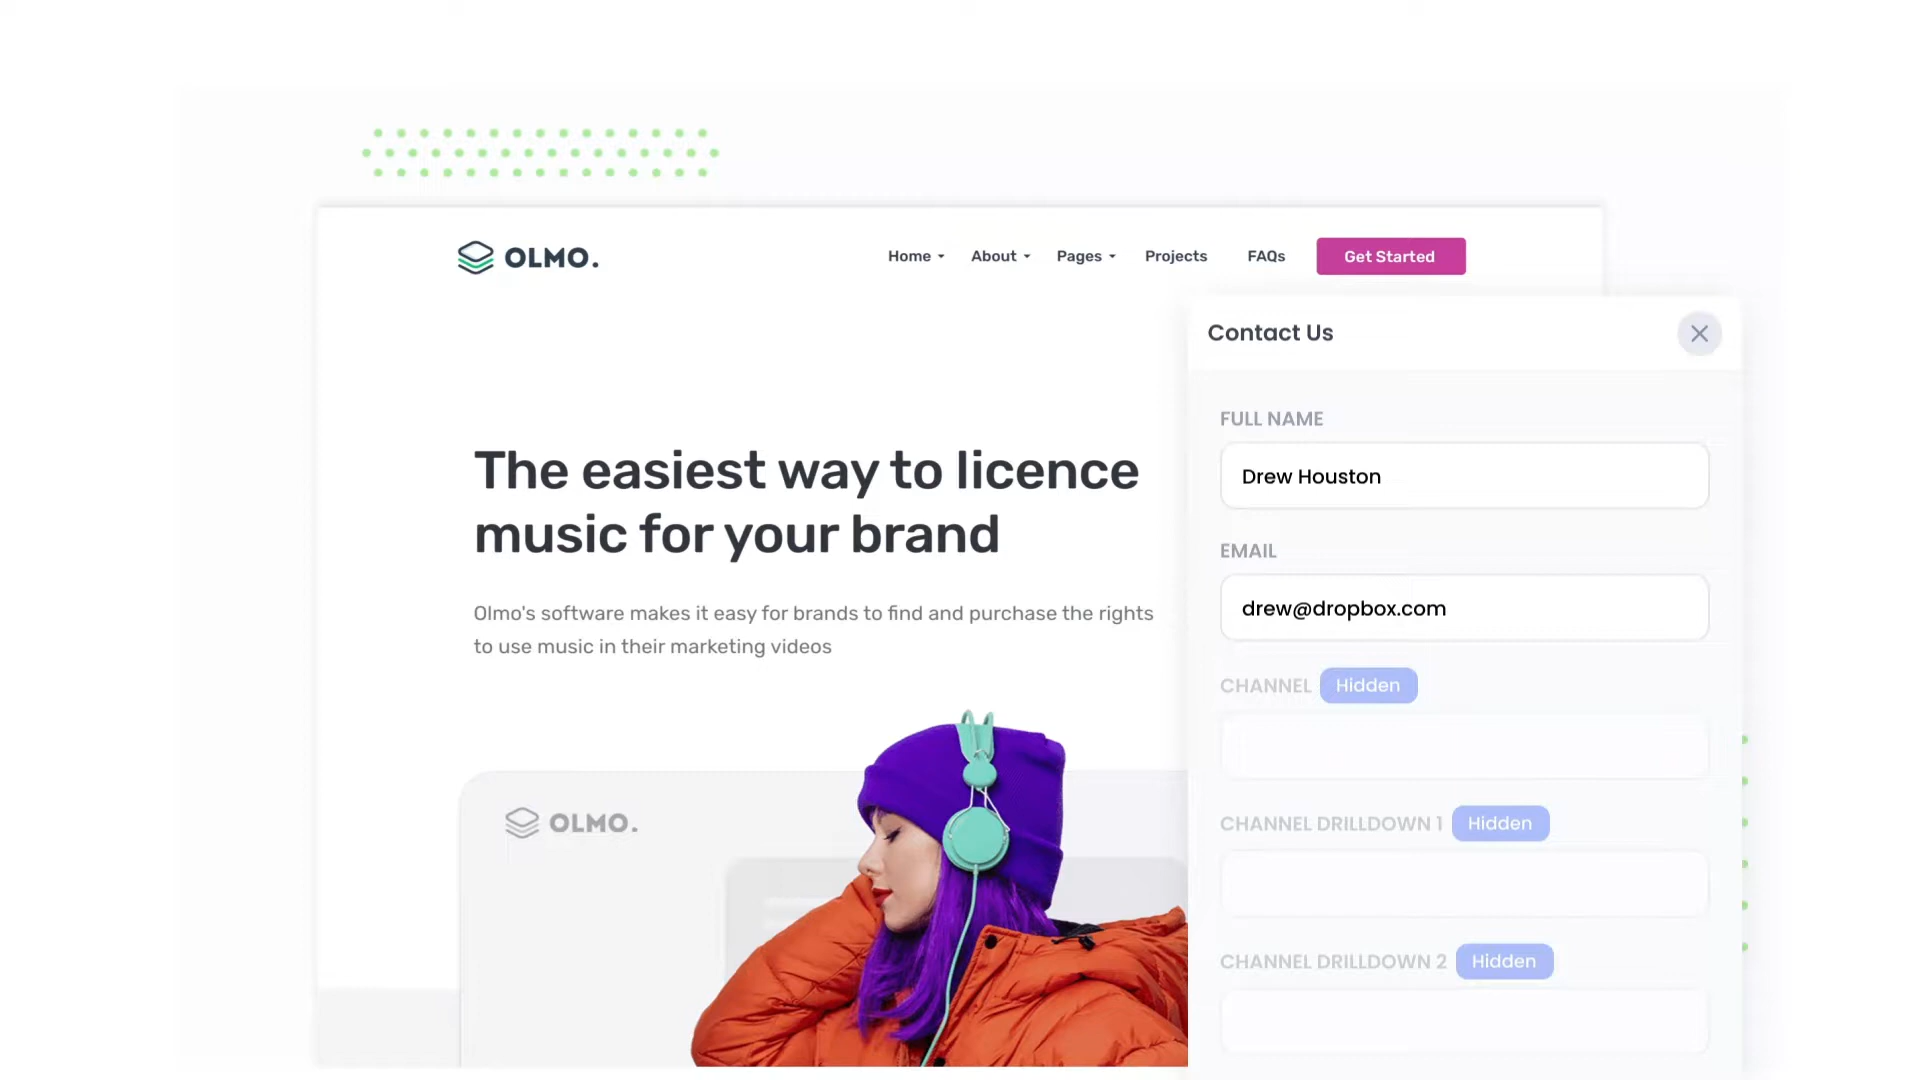 OLMO.
Home
About
Pages
Projects
FAQs
Get Started
The easiest way to licence
music for your brand
Olmo's software makes it easy for brands to find and purchase the rights
to use music in their marketing videos
OLMO.
Contact Us
FULL NAME
Drew Houston
EMAIL
drew@dropbox.com
CHANNEL Hidden
CHANNEL DRILLDOWN 1 Hidden
CHANNEL DRILLDOWN 2 Hidden